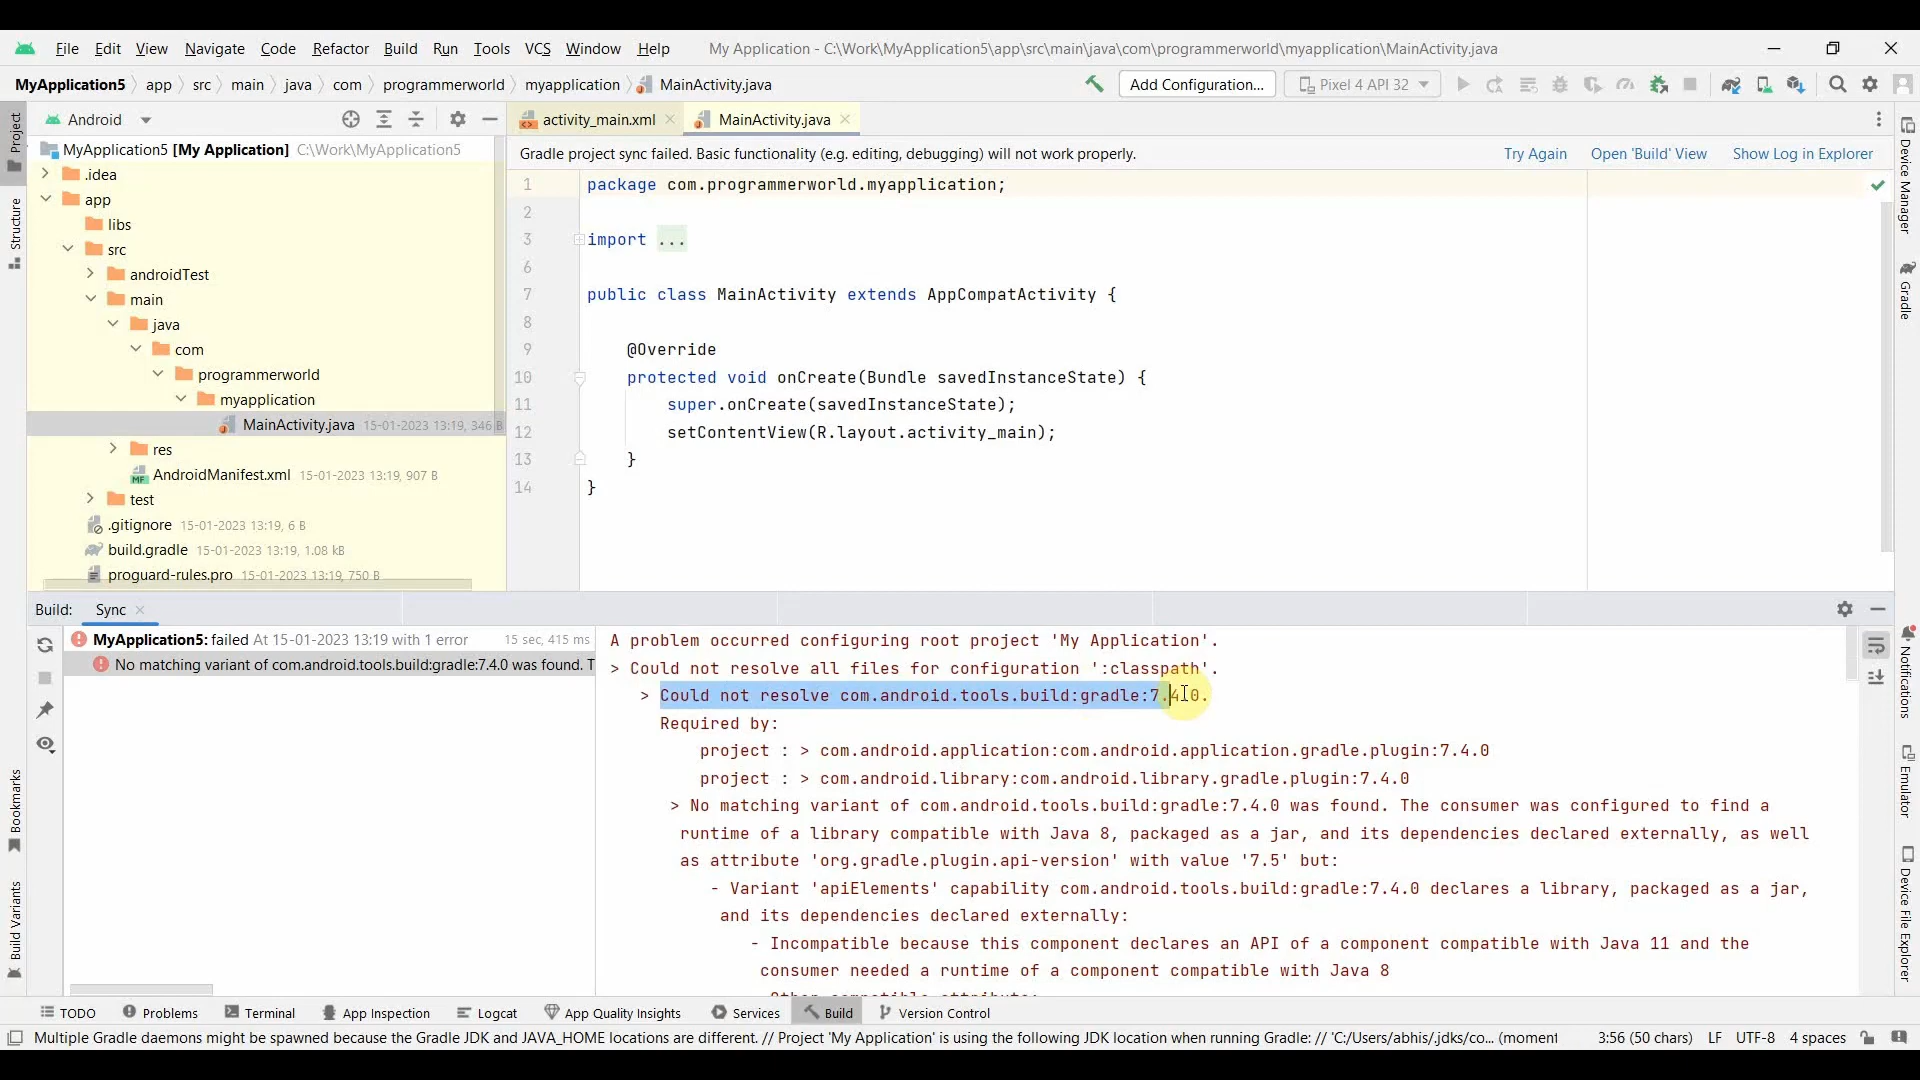 File Edit View Navigate Code Refactor Build Run Tools VCS Window Help My Application - C:\Work\MyApplication5\app\src\main\java\com\programmerworld\myapplication\MainActivity.java
MyApplication5 app src main java com programmerworld myapplication MainActivity.java Add Configuration... Pixel 4 API 32
Project
Structure
Bookmarks
Build Variants
Android
MyApplication5 [My Application] C:\Work\MyApplication5
.idea
app
libs
src
androidTest
main
java
com
programmerworld
myapplication
MainActivity.java 15-01-2023 13:19, 346 B
res
AndroidManifest.xml 15-01-2023 13:19, 907 B
test
.gitignore 15-01-2023 13:19, 6 B
build.gradle 15-01-2023 13:19, 1.08 kB
proguard-rules.pro 15-01-2023 13:19, 750 B
activity_main.xml MainActivity.java
Gradle project sync failed. Basic functionality (e.g. editing, debugging) will not work properly. Try Again Open 'Build' View Show Log in Explorer
1 package com.programmerworld.myapplication;
2
3 import ...
6
7 public class MainActivity extends AppCompatActivity {
8
9 @Override
10 protected void onCreate(Bundle savedInstanceState) {
11 super.onCreate(savedInstanceState);
12 setContentView(R.layout.activity_main);
13 }
14 }
Device Manager
Gradle
Notifications
Emulator
Device File Explorer
Build: Sync
MyApplication5: failed At 15-01-2023 13:19 with 1 error 15 sec, 415 ms
No matching variant of com.android.tools.build:gradle:7.4.0 was found. T
A problem occurred configuring root project 'My Application'.
> Could not resolve all files for configuration ':classpath'.
> Could not resolve com.android.tools.build:gradle:7.4.0.
Required by:
project : > com.android.application:com.android.application.gradle.plugin:7.4.0
project : > com.android.library:com.android.library.gradle.plugin:7.4.0
> No matching variant of com.android.tools.build:gradle:7.4.0 was found. The consumer was configured to find a
runtime of a library compatible with Java 8, packaged as a jar, and its dependencies declared externally, as well
as attribute 'org.gradle.plugin.api-version' with value '7.5' but:
- Variant 'apiElements' capability com.android.tools.build:gradle:7.4.0 declares a library, packaged as a jar,
and its dependencies declared externally:
- Incompatible because this component declares an API of a component compatible with Java 11 and the
consumer needed a runtime of a component compatible with Java 8
TODO Problems Terminal App Inspection Logcat App Quality Insights Services Build Version Control
Multiple Gradle daemons might be spawned because the Gradle JDK and JAVA_HOME locations are different. // Project 'My Application' is using the following JDK location when running Gradle: // 'C:/Users/abhis/.jdks/co... (moment 3:56 (50 chars) LF UTF-8 4 spaces